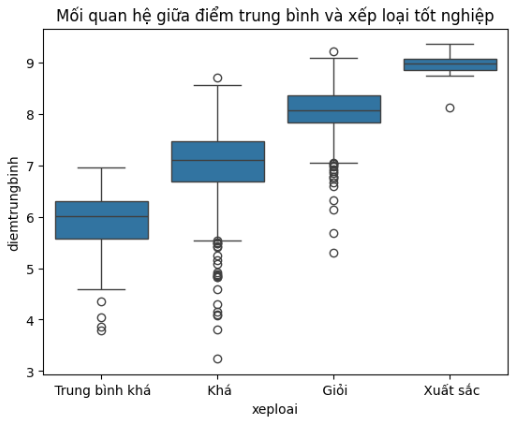 Mối quan hệ giữa điểm trung bình và xếp loại tốt nghiệp
9
8
7
6
5
4
3
diemtrungbinh
Trung bình khá Khá Giỏi Xuất sắc
xeploai